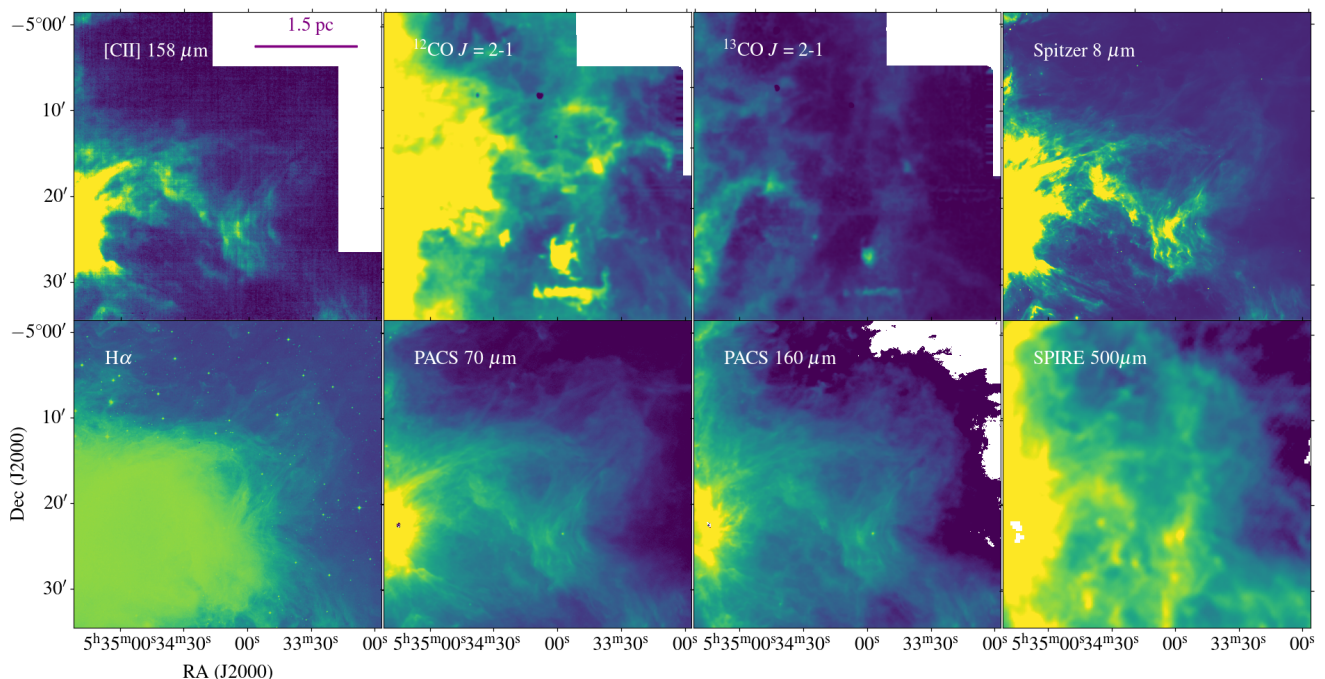 1.5 pc
[CII] 158 μm
¹²CO J = 2-1
¹³CO J = 2-1
Spitzer 8 μm
−5°00′
10′
20′
30′
Hα
PACS 70 μm
PACS 160 μm
SPIRE 500μm
−5°00′
10′
20′
30′
Dec (J2000)
5ʰ35ᵐ00ˢ34ᵐ30ˢ 00ˢ 33ᵐ30ˢ 00ˢ 5ʰ35ᵐ00ˢ34ᵐ30ˢ 00ˢ 33ᵐ30ˢ 00ˢ 5ʰ35ᵐ00ˢ34ᵐ30ˢ 00ˢ 33ᵐ30ˢ 00ˢ 5ʰ35ᵐ00ˢ34ᵐ30ˢ 00ˢ 33ᵐ30ˢ 00ˢ
RA (J2000)